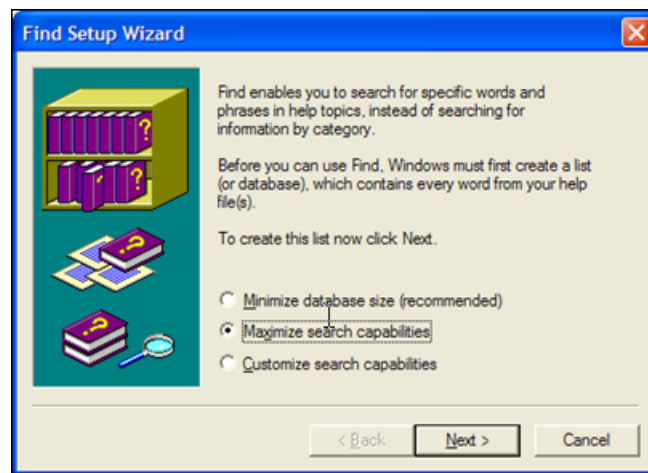 Find Setup Wizard
Find enables you to search for specific words and
phrases in help topics, instead of searching for
information by category.
Before you can use Find, Windows must first create a list
(or database), which contains every word from your help
file(s).
To create this list now click Next.
Minimize database size (recommended)
Maximize search capabilities
Customize search capabilities
< Back Next > Cancel